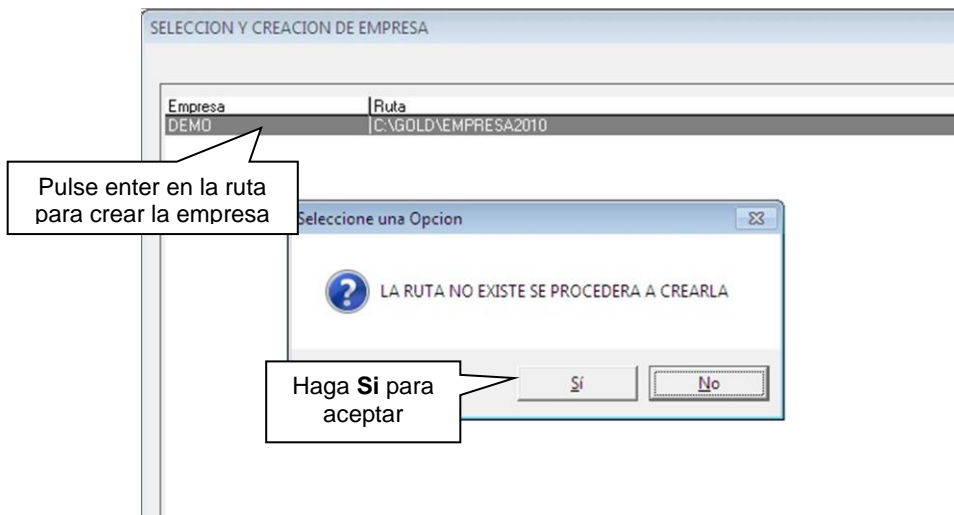 SELECCION Y CREACION DE EMPRESA
Empresa Ruta
DEMO C:\GOLD\EMPRESA2010
Pulse enter en la ruta
para crear la empresa
Seleccione una Opcion
LA RUTA NO EXISTE SE PROCEDERA A CREARLA
Haga Si para
aceptar
Sí No